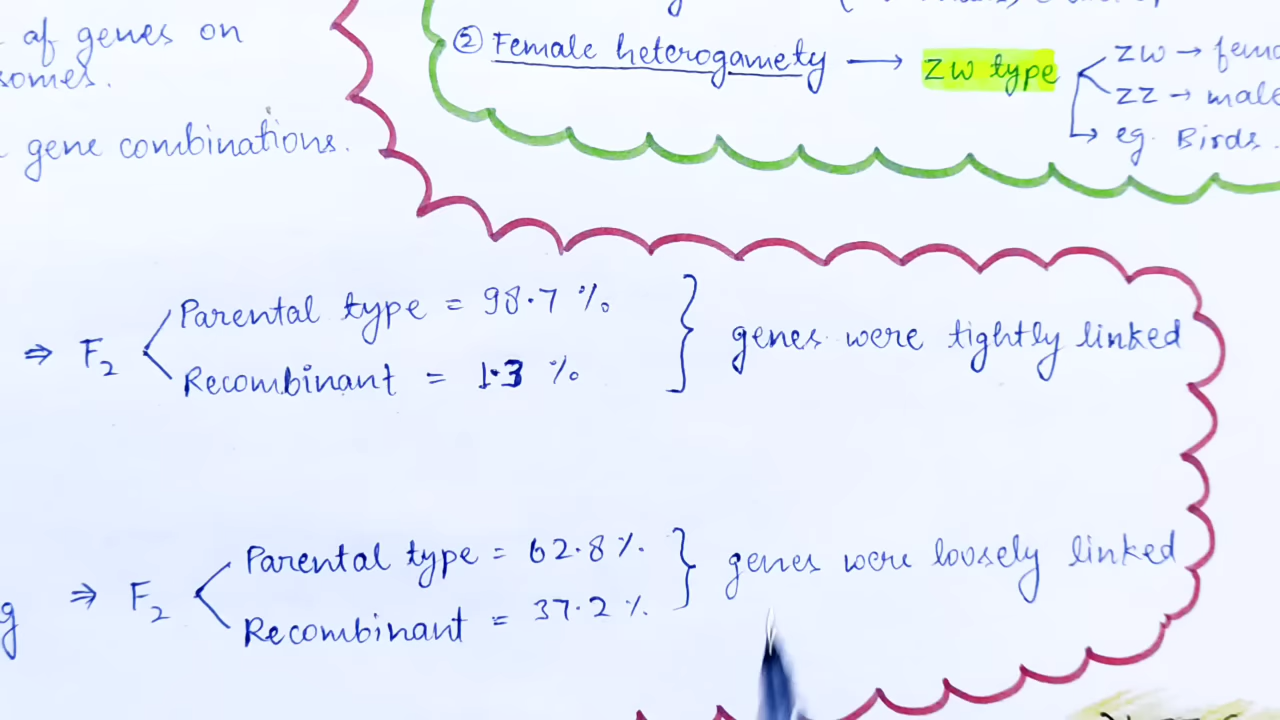 of genes on
somes.
gene combinations.
② Female heterogamety → ZW type
ZW → fema
ZZ → male
eg. Birds.
⇒ F₂
Parental type = 98.7 %
Recombinant = 1.3 %
genes were tightly linked
g ⇒ F₂
Parental type = 62.8 %
Recombinant = 37.2 %
genes were loosely linked